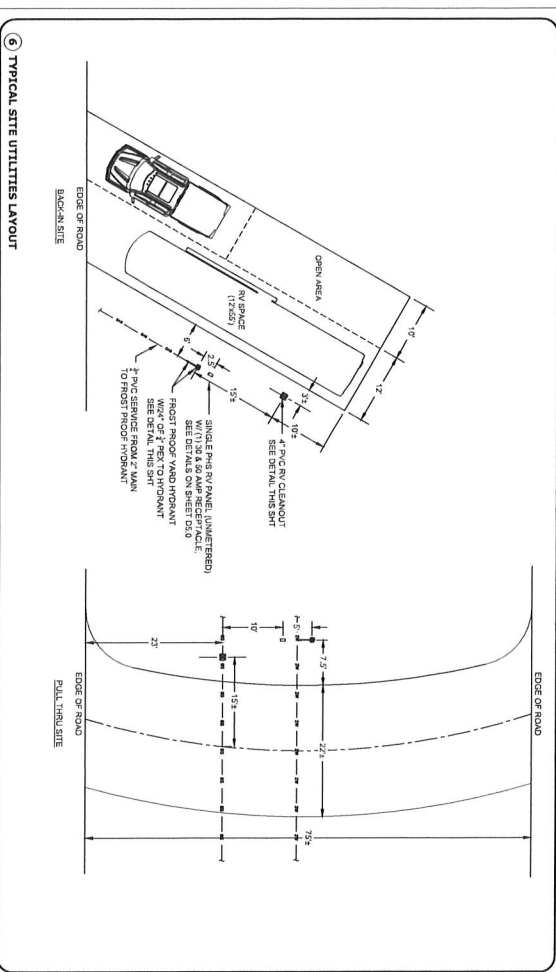 EDGE OF ROAD
BACK-IN SITE
OPEN AREA
RV SPACE
(12'x55')
10'
12'
3'±
10'±
15'±
2.5'
6'
4" PVC RV CLEANOUT
SEE DETAIL THIS SHT
SINGLE PHS RV PANEL (UNMETERED)
W/ (1) 30 & 50 AMP RECEPTACLE,
SEE DETAILS ON SHEET D5.0
FROST PROOF YARD HYDRANT
W/24" OF ¾" PEX TO HYDRANT
SEE DETAIL THIS SHT
¾" PVC SERVICE FROM 2" MAIN
TO FROST PROOF HYDRANT
EDGE OF ROAD
5'
7.5'
10'
22'±
15'±
23'
75'±
EDGE OF ROAD
PULL THRU SITE
6 TYPICAL SITE UTILITIES LAYOUT